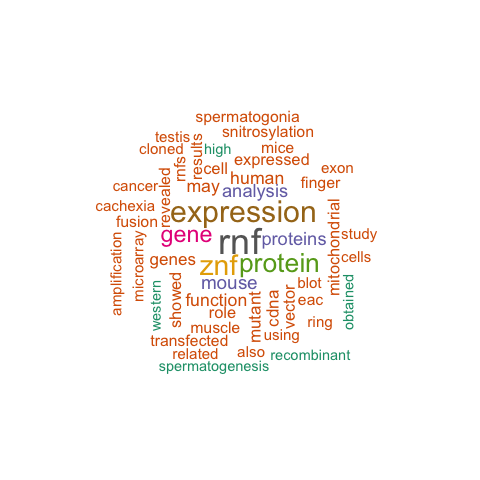 spermatogonia
testis
snitrosylation
cloned
rnfs
results
high
mice
cell
expressed
exon
cancer
revealed
may
human
analysis
finger
cachexia
fusion
expression
mitochondrial
gene
rnf
proteins
study
amplification
microarray
genes
znf
protein
cells
western
showed
mouse
blot
obtained
function
mutant
cdna
vector
eac
role
muscle
ring
transfected
using
related
also
recombinant
spermatogenesis